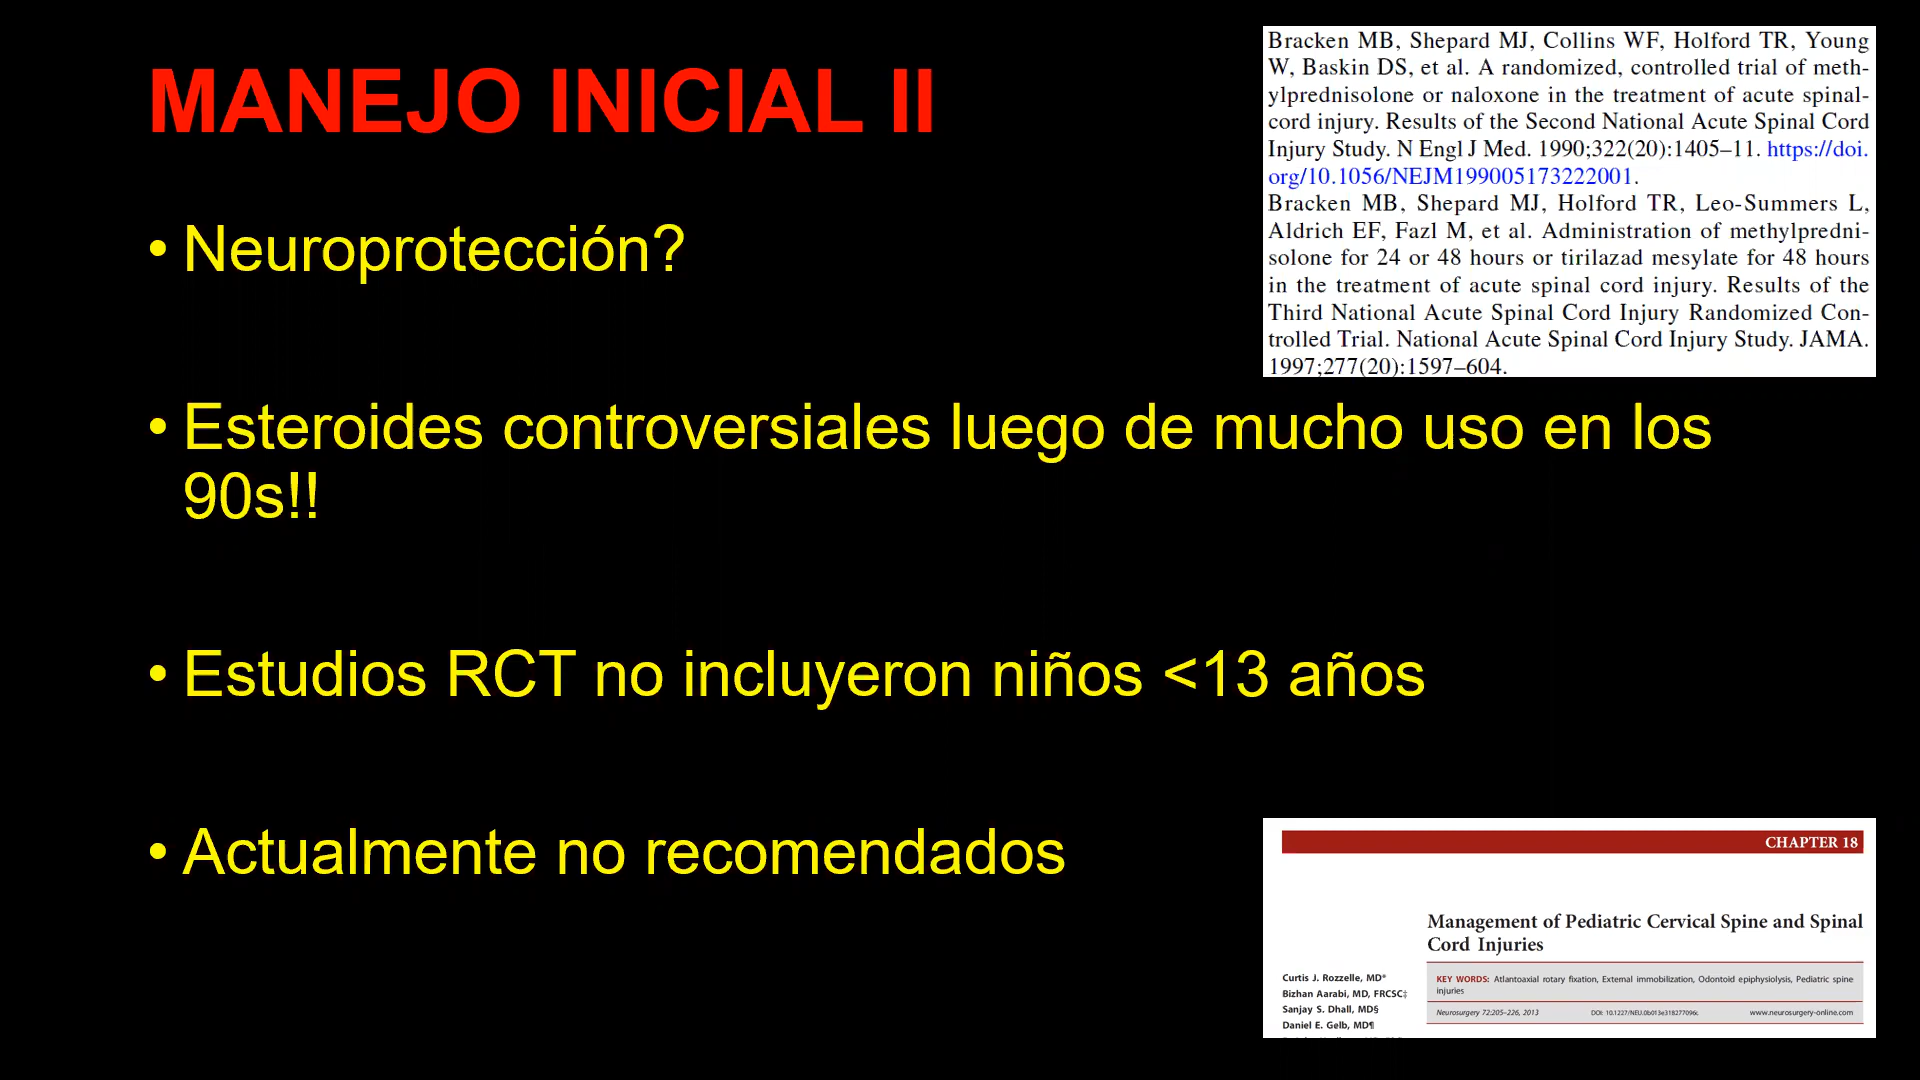 MANEJO INICIAL II
Bracken MB, Shepard MJ, Collins WF, Holford TR, Young
W, Baskin DS, et al. A randomized, controlled trial of meth-
ylprednisolone or naloxone in the treatment of acute spinal-
cord injury. Results of the Second National Acute Spinal Cord
Injury Study. N Engl J Med. 1990;322(20):1405–11. https://doi.
org/10.1056/NEJM199005173222001.
Bracken MB, Shepard MJ, Holford TR, Leo-Summers L,
Aldrich EF, Fazl M, et al. Administration of methylpredni-
solone for 24 or 48 hours or tirilazad mesylate for 48 hours
in the treatment of acute spinal cord injury. Results of the
Third National Acute Spinal Cord Injury Randomized Con-
trolled Trial. National Acute Spinal Cord Injury Study. JAMA.
1997;277(20):1597–604.
• Neuroprotección?
• Esteroides controversiales luego de mucho uso en los
90s!!
• Estudios RCT no incluyeron niños <13 años
• Actualmente no recomendados
CHAPTER 18
Management of Pediatric Cervical Spine and Spinal
Cord Injuries
Curtis J. Rozzelle, MD*
Bizhan Aarabi, MD, FRCSC‡
Sanjay S. Dhall, MD§
Daniel E. Gelb, MD¶
KEY WORDS: Atlantoaxial rotary fixation, External immobilization, Odontoid epiphysiolysis, Pediatric spine
injuries
Neurosurgery 72:205–226, 2013 DOI: 10.1227/NEU.0b013e318277096c www.neurosurgery-online.com